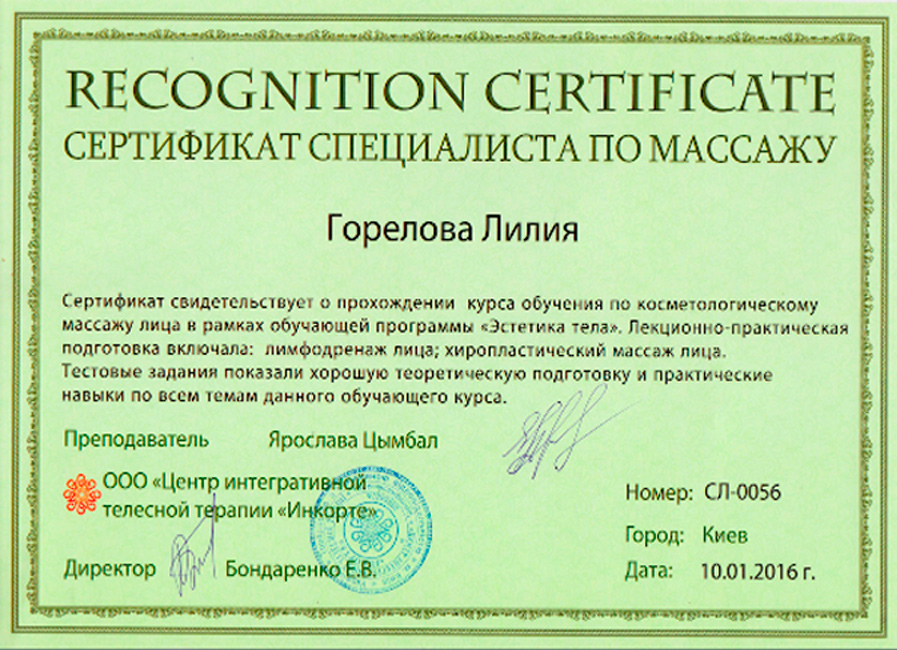 RECOGNITION CERTIFICATE
СЕРТИФИКАТ СПЕЦИАЛИСТА ПО МАССАЖУ
Горелова Лилия
Сертификат свидетельствует о прохождении курса обучения по косметологическому
массажу лица в рамках обучающей программы «Эстетика тела». Лекционно-практическая
подготовка включала: лимфодренаж лица; хиропластический массаж лица.
Тестовые задания показали хорошую теоретическую подготовку и практические
навыки по всем темам данного обучающего курса.
Преподаватель Ярослава Цымбал
ООО «Центр интегративной
телесной терапии «Инкорте»
Директор Бондаренко Е.В.
Номер: СЛ-0056
Город: Киев
Дата: 10.01.2016 г.